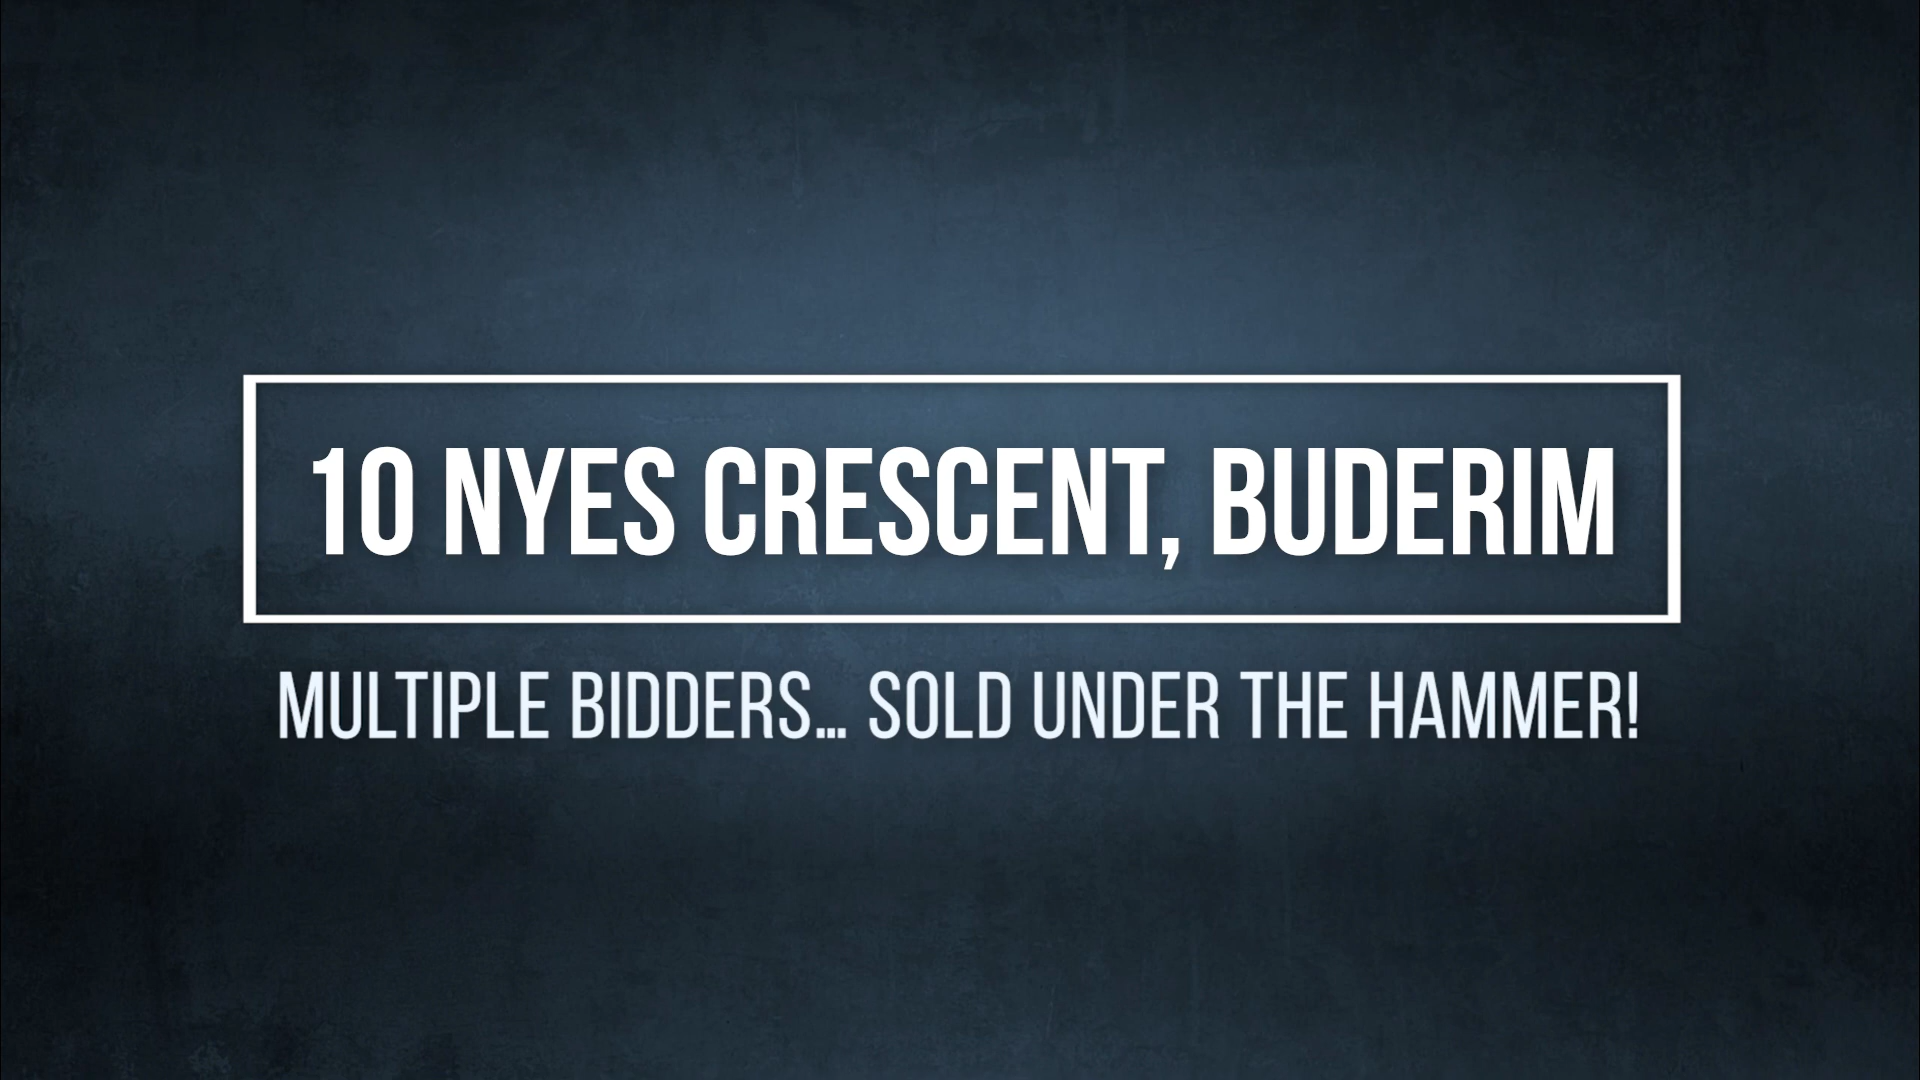 10 NYES CRESCENT, BUDERIM
MULTIPLE BIDDERS... SOLD UNDER THE HAMMER!